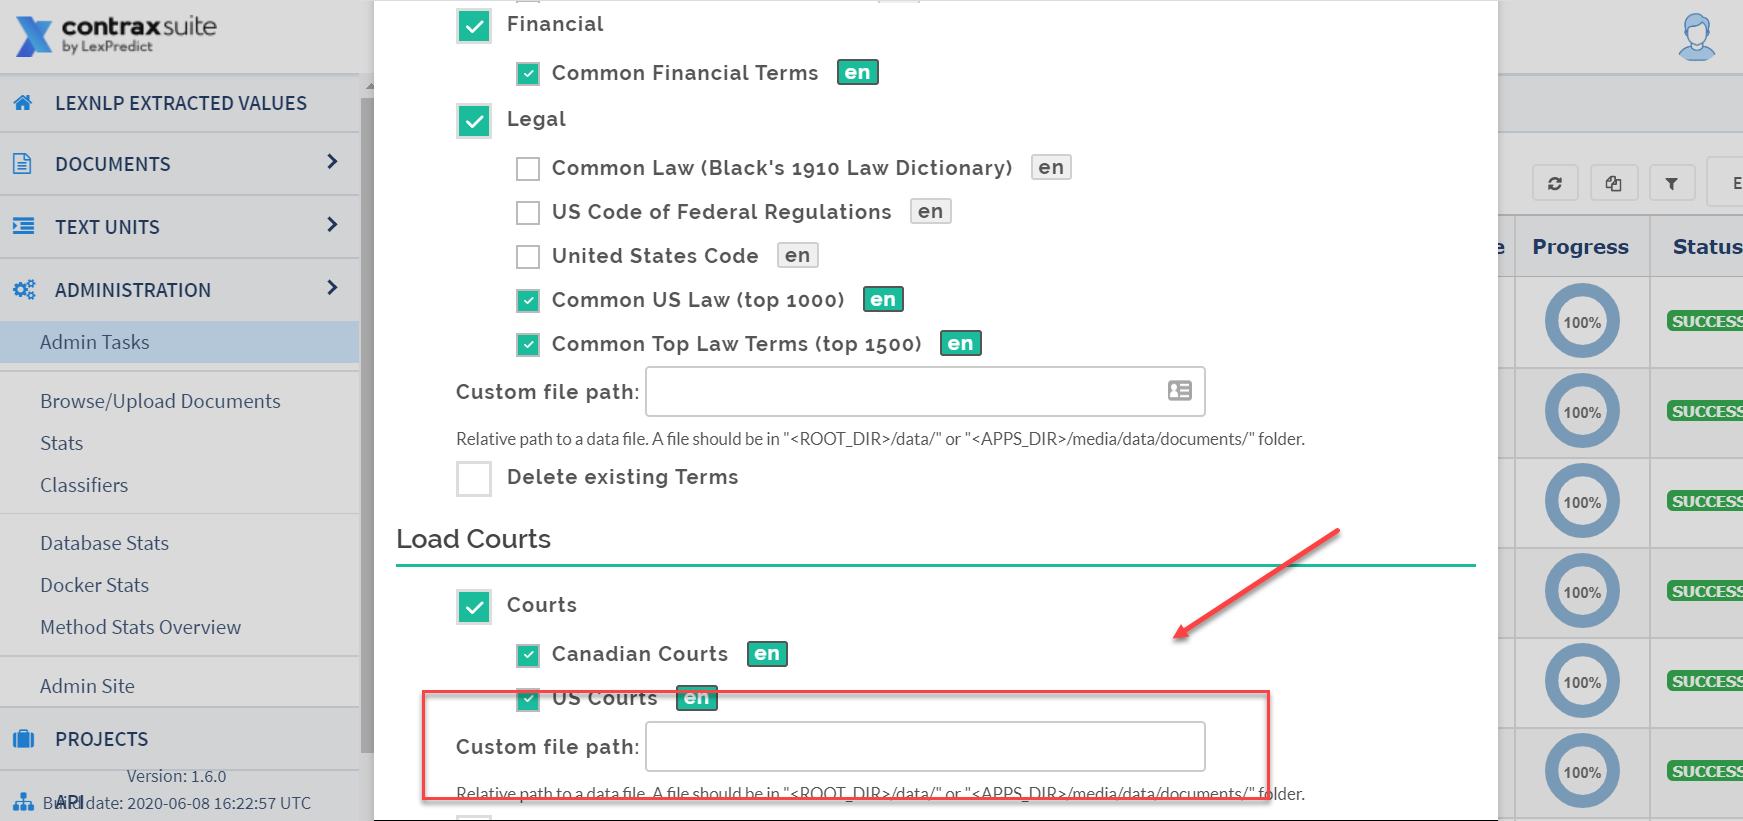 contraxsuite
by LexPredict
LEXNLP EXTRACTED VALUES
DOCUMENTS
TEXT UNITS
ADMINISTRATION
Admin Tasks
Browse/Upload Documents
Stats
Classifiers
Database Stats
Docker Stats
Method Stats Overview
Admin Site
PROJECTS
Version: 1.6.0
API
Build date: 2020-06-08 16:22:57 UTC
Financial
Common Financial Terms en
Legal
Common Law (Black's 1910 Law Dictionary) en
US Code of Federal Regulations en
United States Code en
Common US Law (top 1000) en
Common Top Law Terms (top 1500) en
Custom file path:
Relative path to a data file. A file should be in "<ROOT_DIR>/data/" or "<APPS_DIR>/media/data/documents/" folder.
Delete existing Terms
Load Courts
Courts
Canadian Courts en
US Courts en
Custom file path:
Relative path to a data file. A file should be in "<ROOT_DIR>/data/" or "<APPS_DIR>/media/data/documents/" folder.
E
e Progress Status
100% SUCCESS
100% SUCCESS
100% SUCCESS
100% SUCCESS
100% SUCCESS
100% SUCCESS